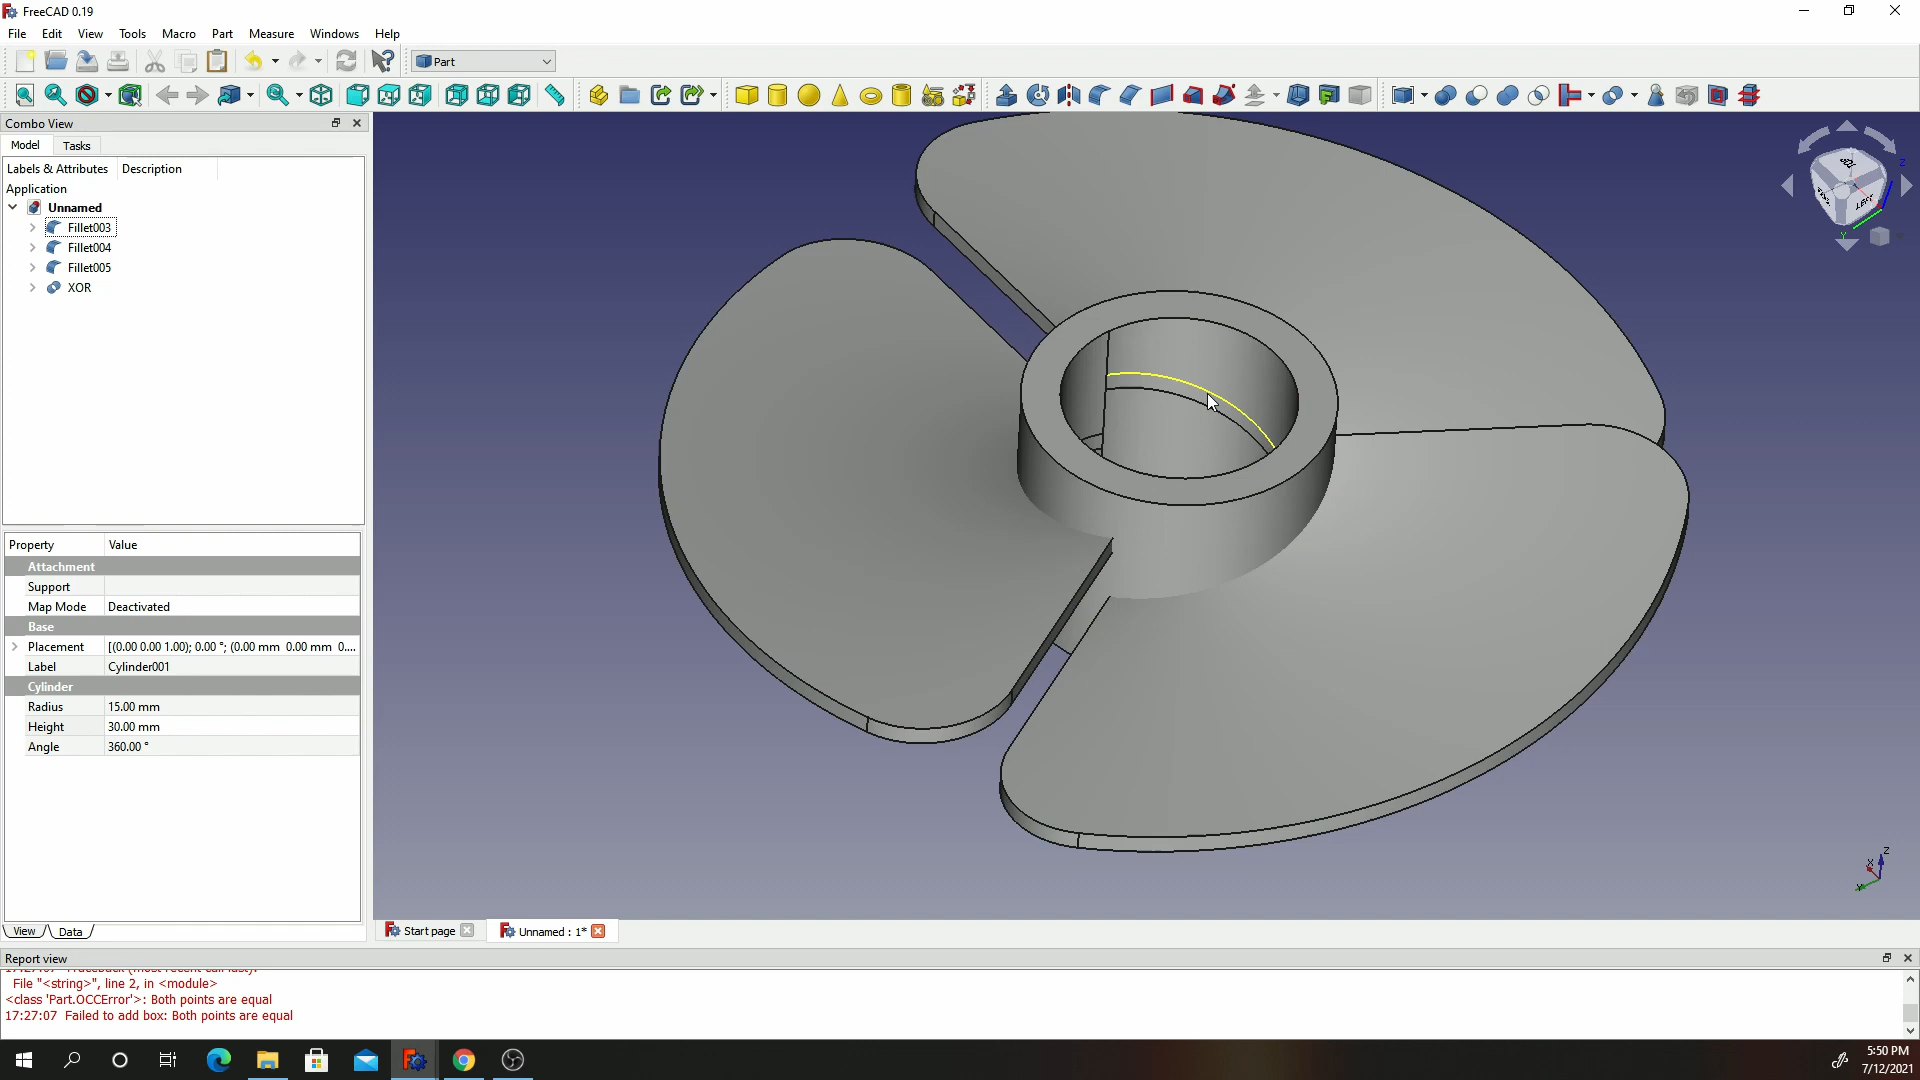 FreeCAD 0.19
File Edit View Tools Macro Part Measure Windows Help
Part
Combo View
Model Tasks
Labels & Attributes Description
Application
Unnamed
Fillet003
Fillet004
Fillet005
XOR
Property Value
Attachment
Support
Map Mode Deactivated
Base
Placement [(0.00 0.00 1.00); 0.00 °; (0.00 mm 0.00 mm 0....
Label Cylinder001
Cylinder
Radius 15.00 mm
Height 30.00 mm
Angle 360.00 °
View Data
LEFT
Z
Y
Z
X
Y
Start page Unnamed : 1*
Report view
File "<string>", line 2, in <module>
<class 'Part.OCCError'>: Both points are equal
17:27:07 Failed to add box: Both points are equal
5:50 PM
7/12/2021